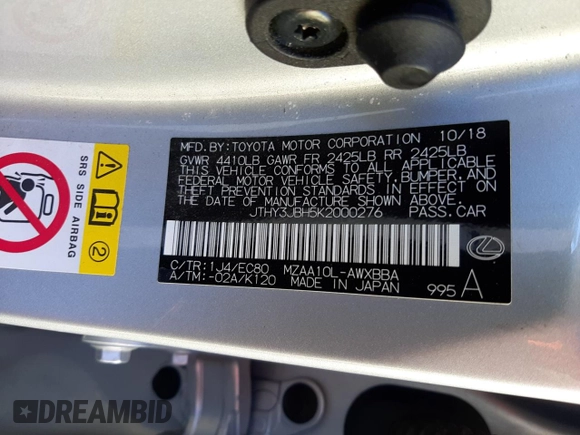 MFD.BY:TOYOTA MOTOR CORPORATION 10/18
GVWR 4410LB GAWR FR 2425LB RR 2425LB
THIS VEHICLE CONFORMS TO ALL APPLICABLE
FEDERAL MOTOR VEHICLE SAFETY,BUMPER,AND
THEFT PREVENTION STANDARDS IN EFFECT ON
THE DATE OF MANUFACTURE SHOWN ABOVE.
JTHY3JBH5K2000276 PASS.CAR
C/TR:1J4/EC80 MZAA10L-AWXBBA
A/TM:-02A/K120 MADE IN JAPAN 995 A
SRS SIDE AIRBAG
2
DREAMBID